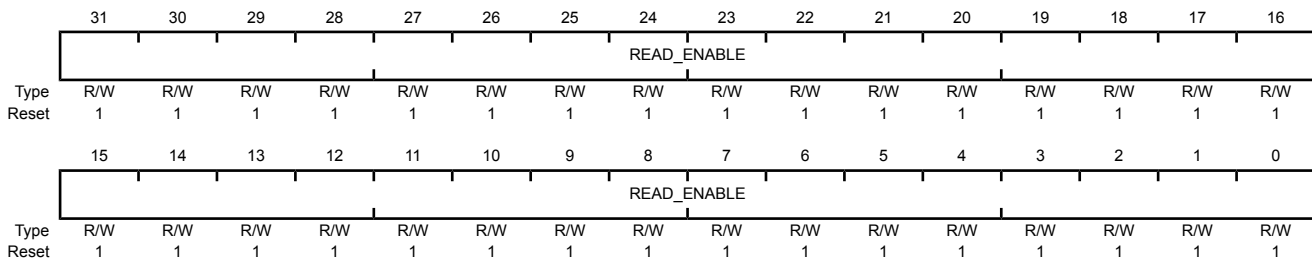 31 30 29 28 27 26 25 24 23 22 21 20 19 18 17 16
READ_ENABLE
Type R/W R/W R/W R/W R/W R/W R/W R/W R/W R/W R/W R/W R/W R/W R/W R/W
Reset 1 1 1 1 1 1 1 1 1 1 1 1 1 1 1 1
15 14 13 12 11 10 9 8 7 6 5 4 3 2 1 0
READ_ENABLE
Type R/W R/W R/W R/W R/W R/W R/W R/W R/W R/W R/W R/W R/W R/W R/W R/W
Reset 1 1 1 1 1 1 1 1 1 1 1 1 1 1 1 1